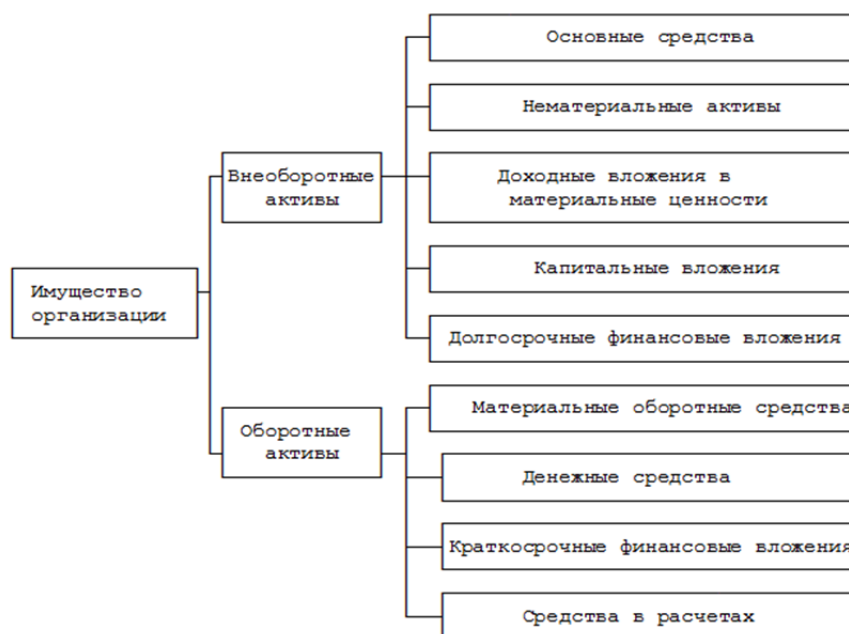 Имущество
организации
Внеоборотные
активы
Основные средства
Нематериальные активы
Доходные вложения в
материальные ценности
Капитальные вложения
Долгосрочные финансовые вложения
Оборотные
активы
Материальные оборотные средства
Денежные средства
Краткосрочные финансовые вложения
Средства в расчетах